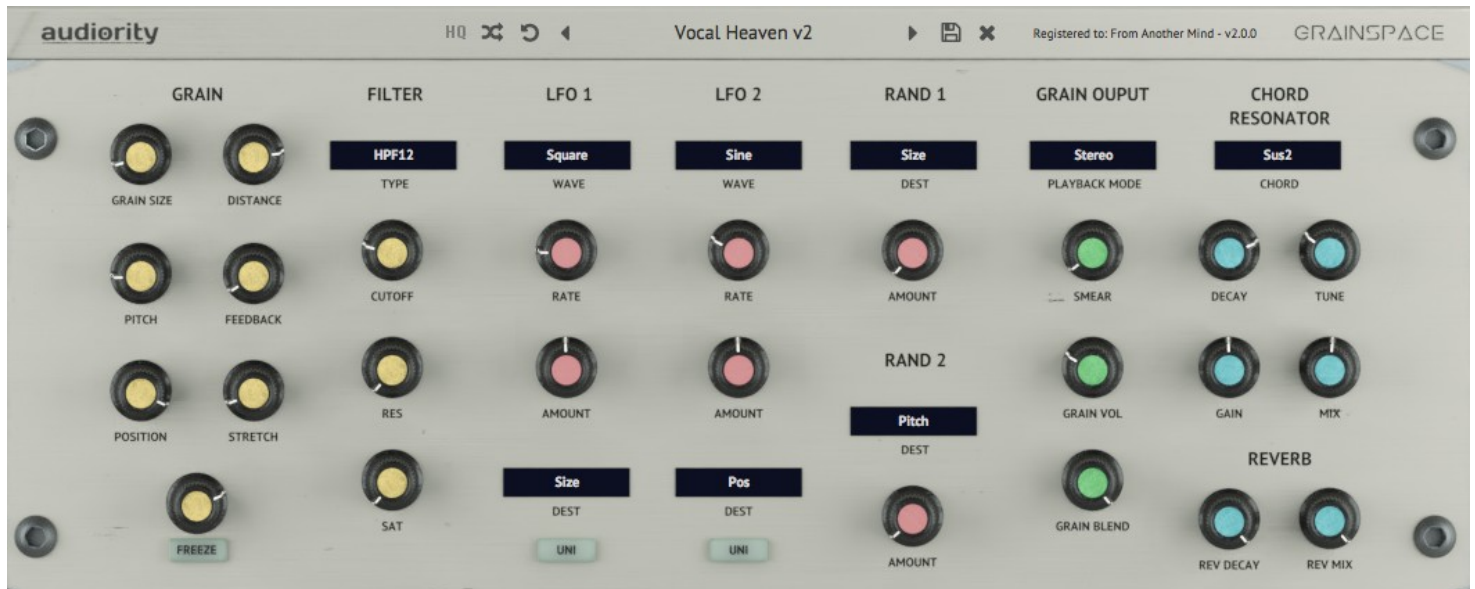 audiority
HQ
Vocal Heaven v2
Registered to: From Another Mind - v2.0.0
GRAINSPACE
GRAIN
GRAIN SIZE
DISTANCE
PITCH
FEEDBACK
POSITION
STRETCH
FREEZE
FILTER
HPF12
TYPE
CUTOFF
RES
SAT
LFO 1
Square
WAVE
RATE
AMOUNT
Size
DEST
UNI
LFO 2
Sine
WAVE
RATE
AMOUNT
Pos
DEST
UNI
RAND 1
Size
DEST
AMOUNT
RAND 2
Pitch
DEST
AMOUNT
GRAIN OUPUT
Stereo
PLAYBACK MODE
SMEAR
GRAIN VOL
GRAIN BLEND
CHORD
RESONATOR
Sus2
CHORD
DECAY
TUNE
GAIN
MIX
REVERB
REV DECAY
REV MIX